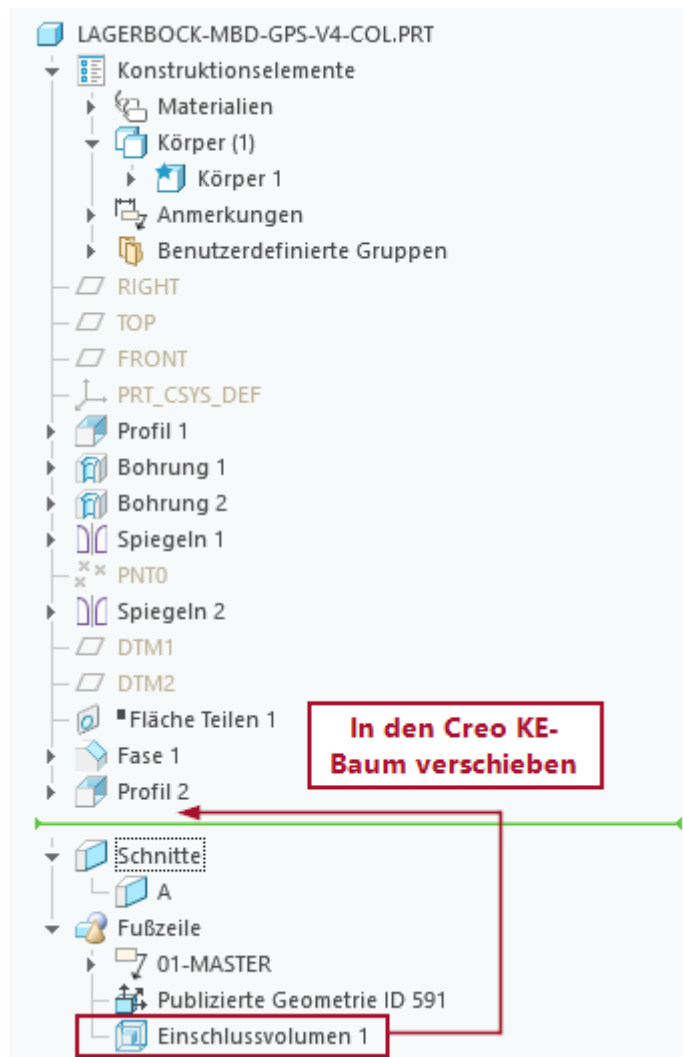 LAGERBOCK-MBD-GPS-V4-COL.PRT
Konstruktionselemente
Materialien
Körper (1)
Körper 1
Anmerkungen
Benutzerdefinierte Gruppen
RIGHT
TOP
FRONT
PRT_CSYS_DEF
Profil 1
Bohrung 1
Bohrung 2
Spiegeln 1
PNT0
Spiegeln 2
DTM1
DTM2
Fläche Teilen 1
In den Creo KE-
Baum verschieben
Fase 1
Profil 2
Schnitte
A
Fußzeile
01-MASTER
Publizierte Geometrie ID 591
Einschlussvolumen 1